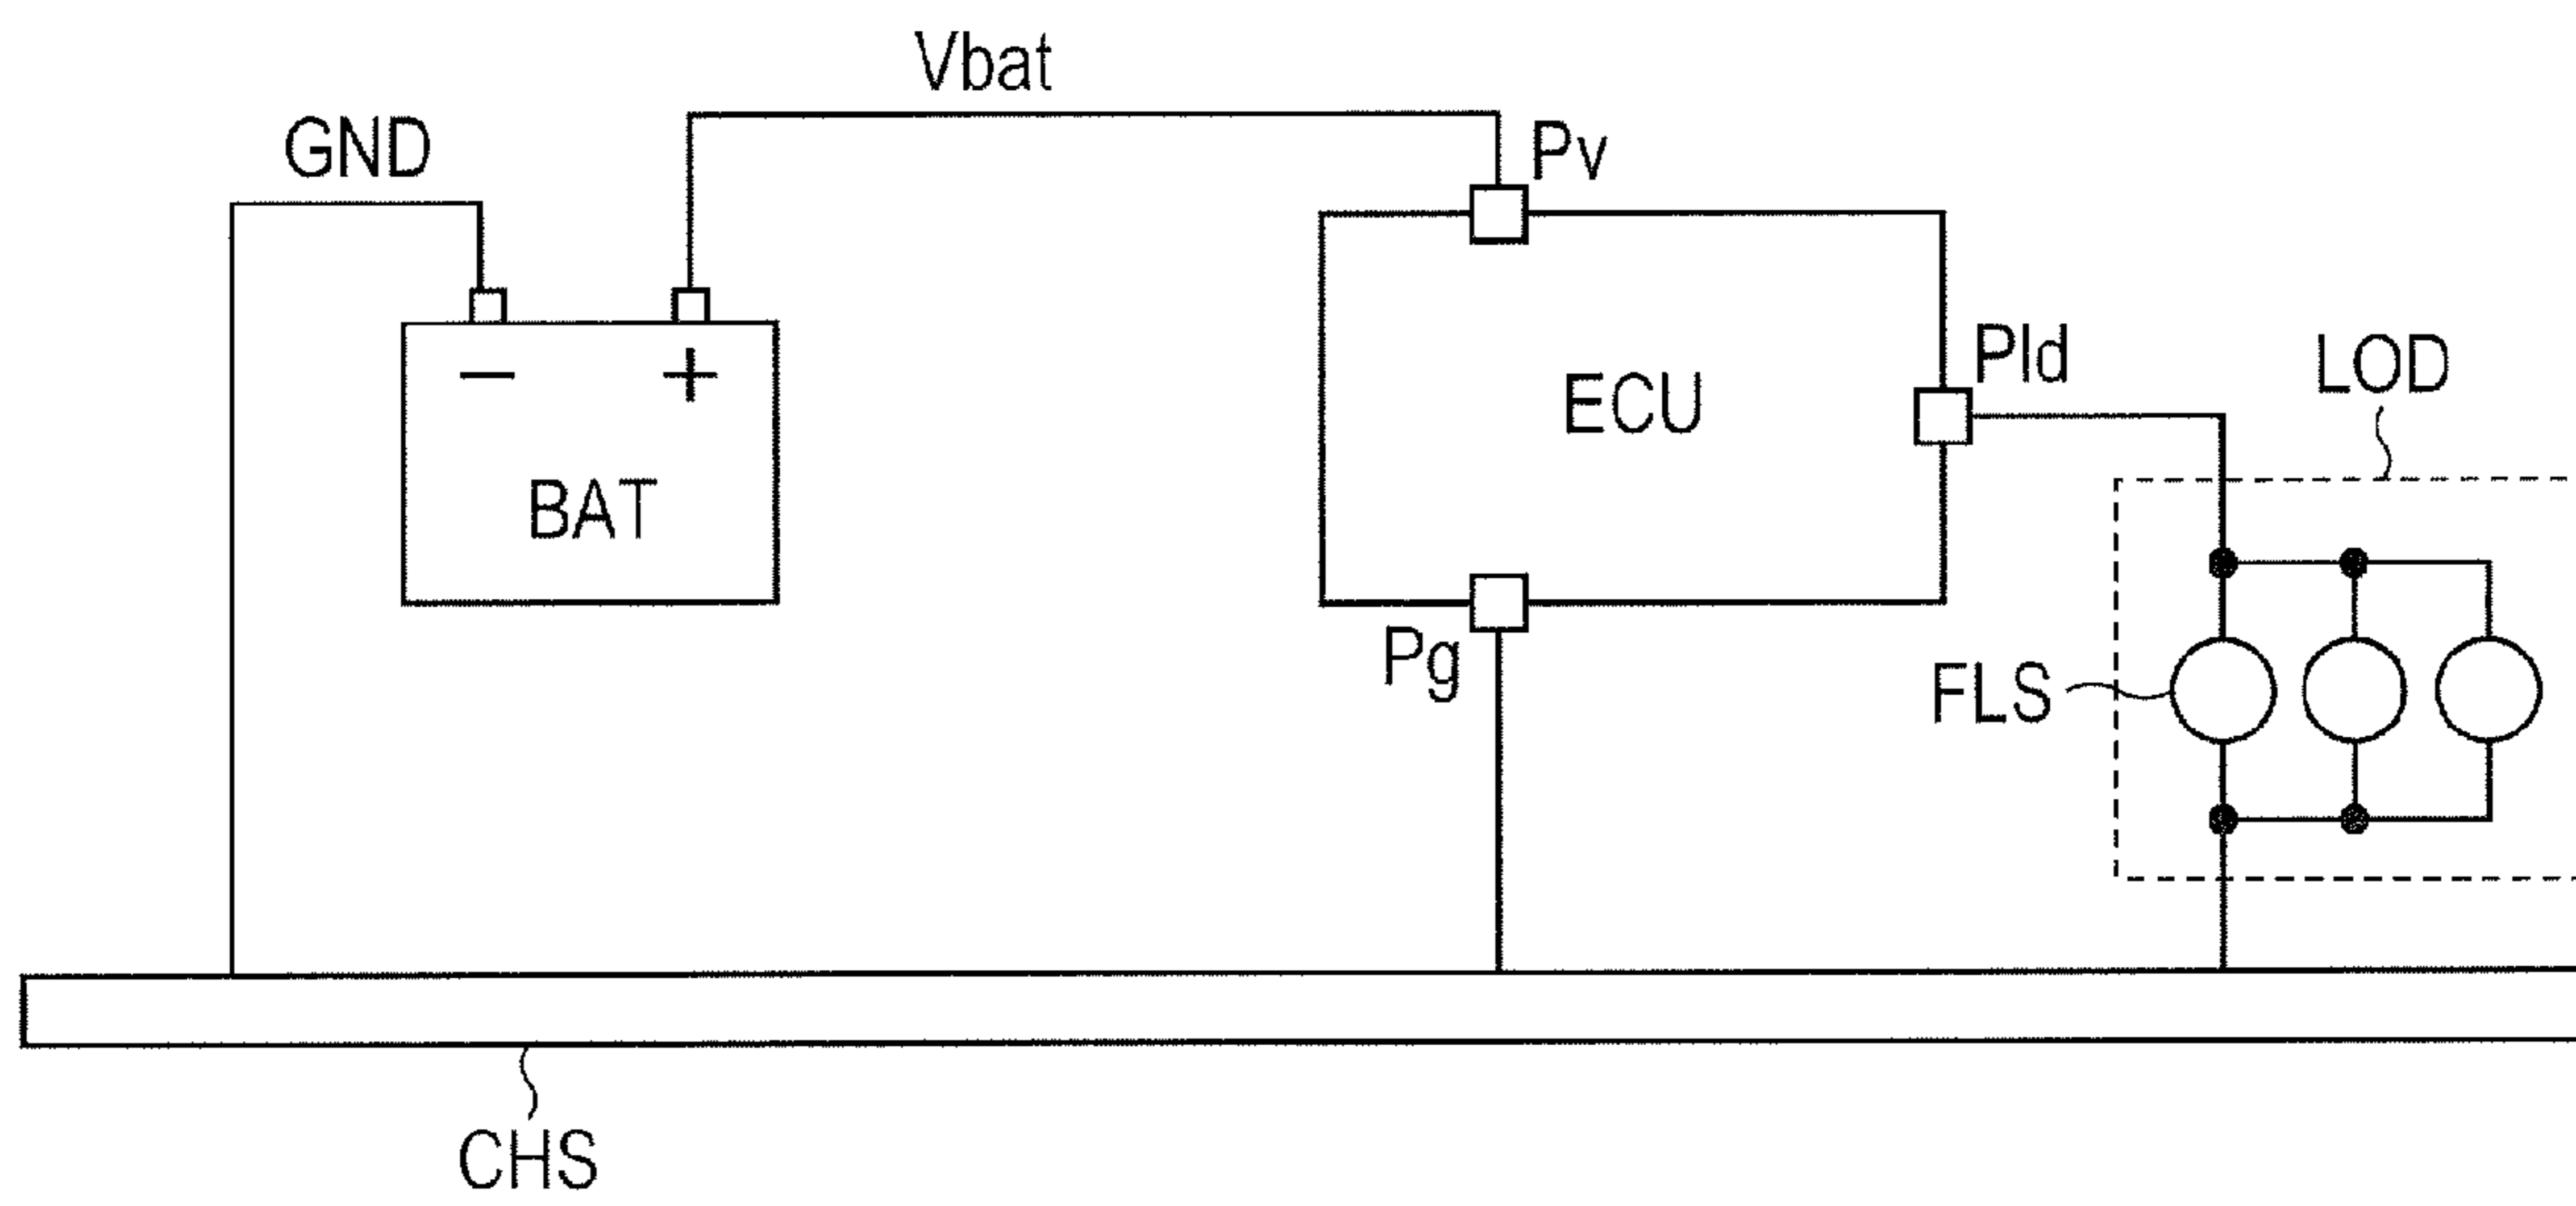 Vbat
GND
Pv
Pld
LOD
− +
ECU
BAT
Pg
FLS
CHS